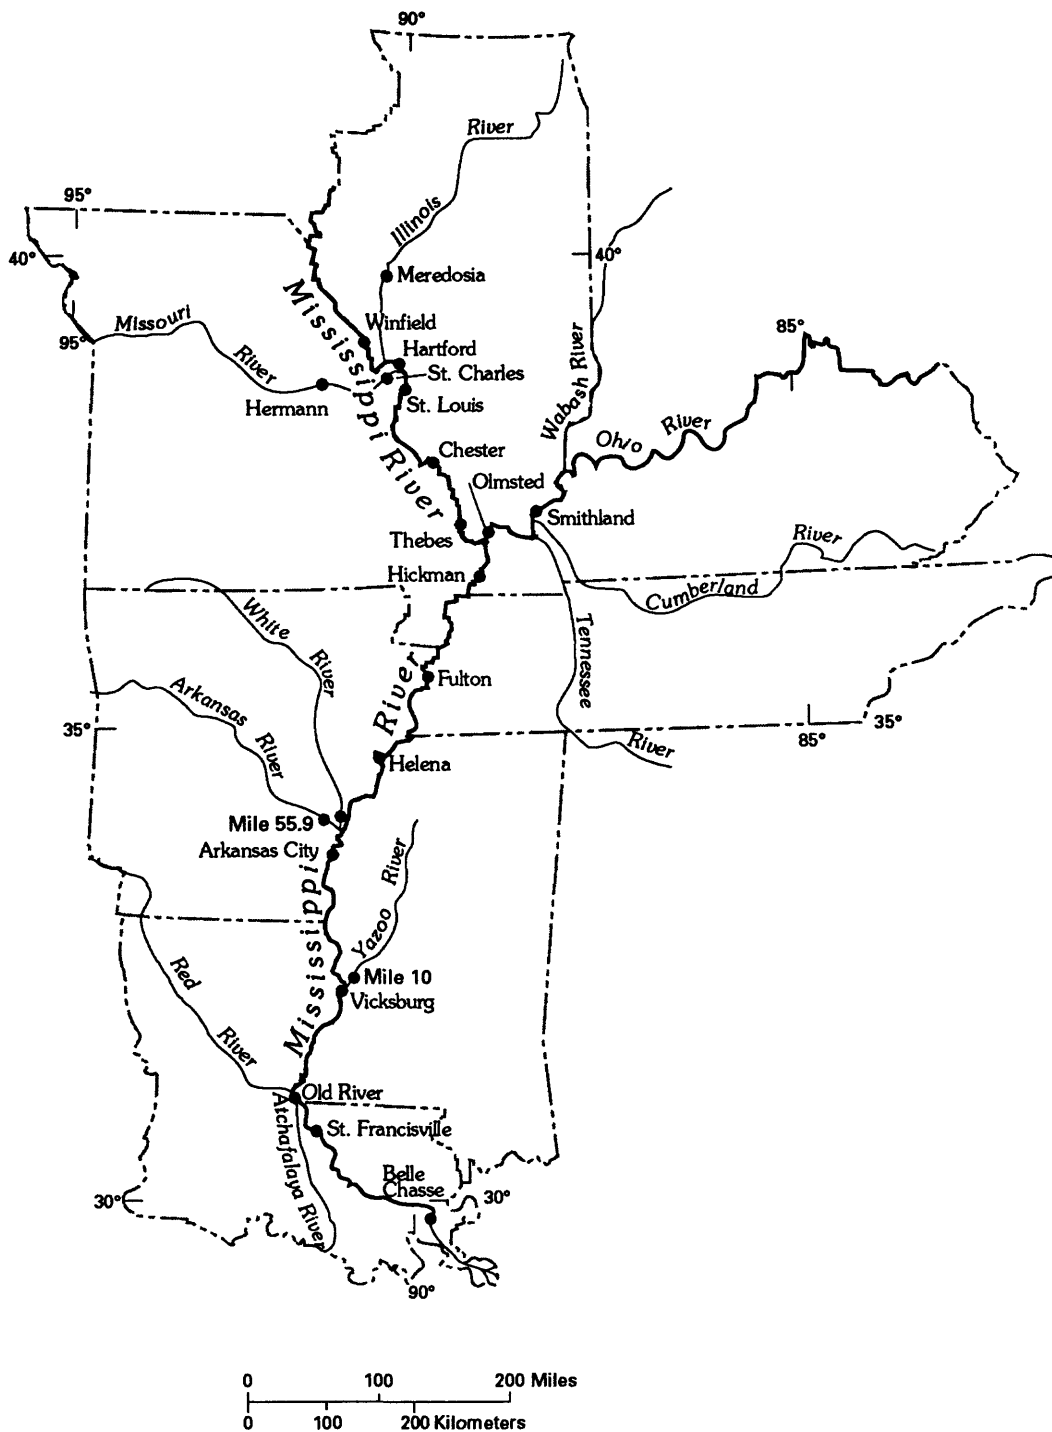 90°
River
Illinois
95°
40°
40°
Meredosia
Mississippi River
Missouri
River
Winfield
95°
85°
Hartford
St. Charles
Hermann
St. Louis
Wabash River
Ohio
River
Chester
Olmsted
Smithland
Thebes
River
Hickman
Cumberland
White
River
Tennessee
River
Arkansas
River
Fulton
River
35°
85°
35°
Helena
Mile 55.9
Arkansas City
Mississippi
Yazoo
River
Mile 10
Vicksburg
Red
River
Old River
Atchafalaya River
St. Francisville
Belle
Chasse
30°
30°
90°
0 100 200 Miles
0 100 200 Kilometers